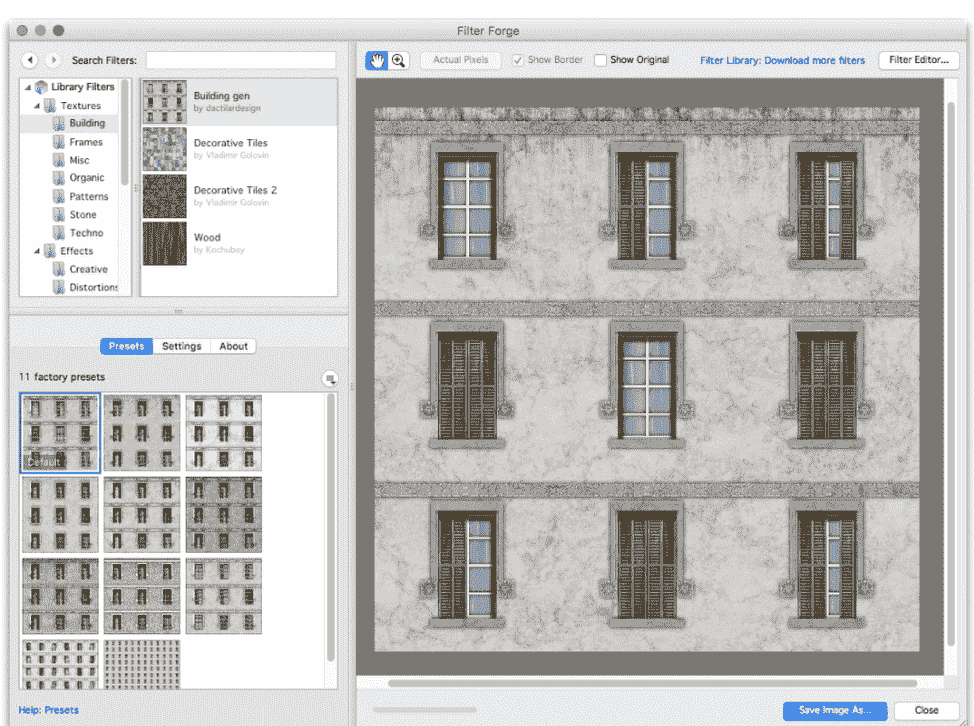 Filter Forge
Search Filters:
Actual Pixels
Show Border
Show Original
Filter Library: Download more filters
Filter Editor...
Library Filters
Textures
Building
Frames
Misc
Organic
Patterns
Stone
Techno
Effects
Creative
Distortions
Building gen
by dactilardesign
Decorative Tiles
by Vladimir Golovin
Decorative Tiles 2
by Vladimir Golovin
Wood
by Kochubey
Presets
Settings
About
11 factory presets
Default
Help: Presets
Save Image As...
Close